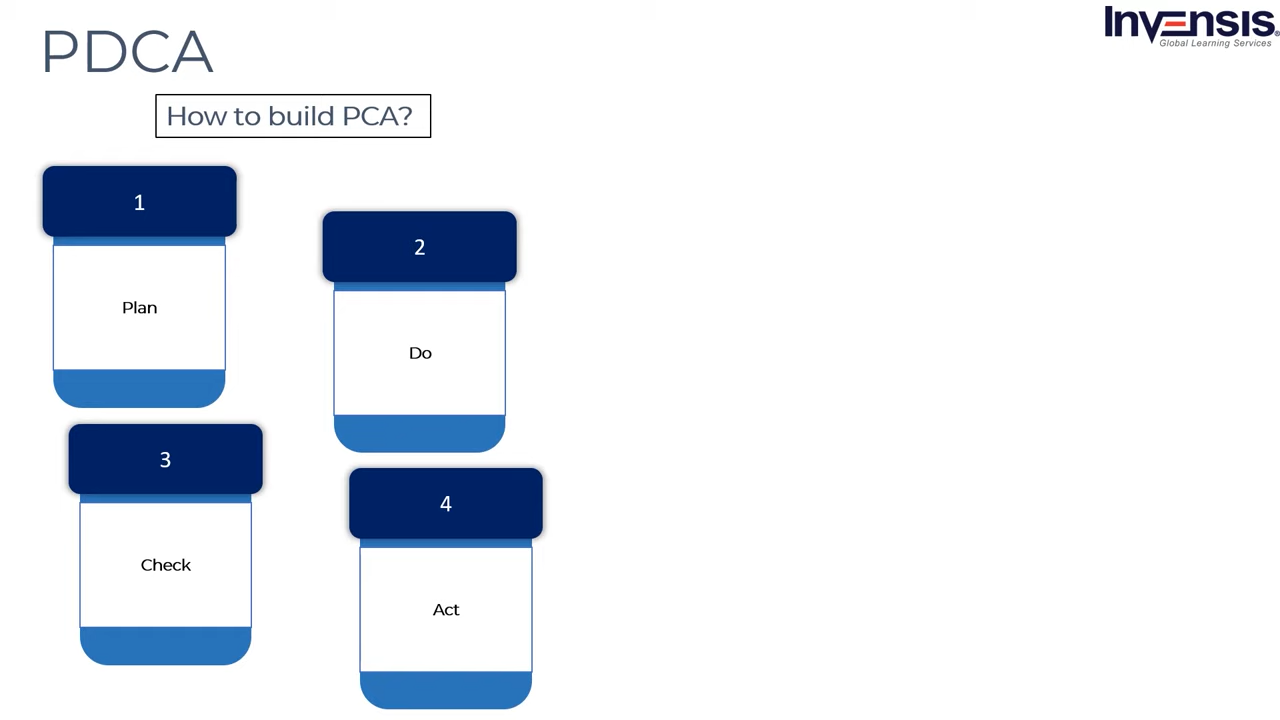 PDCA
Invensis®
Global Learning Services
How to build PCA?
1
Plan
2
Do
3
Check
4
Act